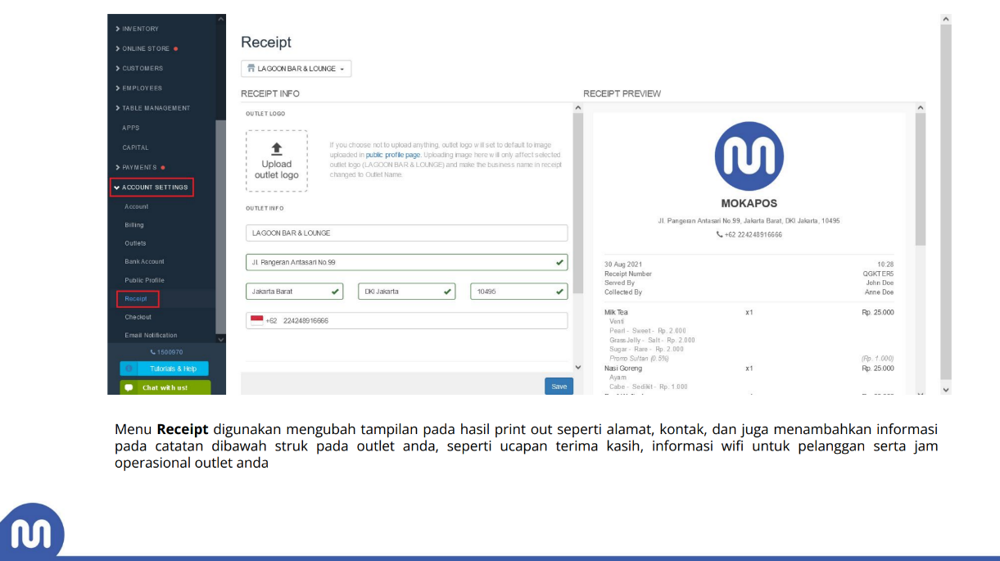 INVENTORY
ONLINE STORE
CUSTOMERS
EMPLOYEES
TABLE MANAGEMENT
APPS
CAPITAL
PAYMENTS
ACCOUNT SETTINGS
Account
Billing
Outlets
Bank Account
Public Profile
Receipt
Checkout
Email Notification
1500970
Tutorials & Help
Chat with us!
Receipt
LAGOON BAR & LOUNGE
RECEIPT INFO
OUTLET LOGO
Upload
outlet logo
If you choose not to upload anything, outlet logo will set to default to image
uploaded in public profile page. Uploading image here will only affect selected
outlet logo (LAGOON BAR & LOUNGE) and make the business name in receipt
changed to Outlet Name.
OUTLET INFO
LAGOON BAR & LOUNGE
Jl. Pangeran Antasari No.99
Jakarta Barat DKI Jakarta 10495
+62 224248916666
Save
RECEIPT PREVIEW
MOKAPOS
Jl. Pangeran Antasari No.99, Jakarta Barat, DKI Jakarta, 10495
+62 224248916666
30 Aug 2021 10:28
Receipt Number QGKTER5
Served By John Doe
Collected By Anne Doe
Milk Tea x1 Rp. 25.000
Venti
Pearl - Sweet - Rp. 2.000
Grass Jelly - Salt - Rp. 2.000
Sugar - Rare - Rp. 2.000
Promo Sultan (0.5%) (Rp. 1.000)
Nasi Goreng x1 Rp. 25.000
Ayam
Cabe - Sedikit - Rp. 1.000
Menu Receipt digunakan mengubah tampilan pada hasil print out seperti alamat, kontak, dan juga menambahkan informasi
pada catatan dibawah struk pada outlet anda, seperti ucapan terima kasih, informasi wifi untuk pelanggan serta jam
operasional outlet anda